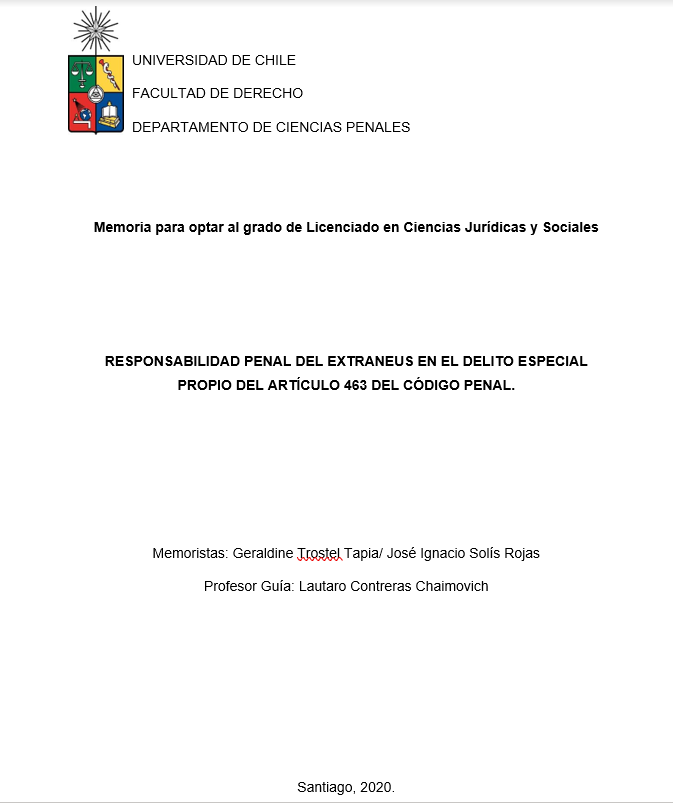 UNIVERSIDAD DE CHILE
FACULTAD DE DERECHO
DEPARTAMENTO DE CIENCIAS PENALES
Memoria para optar al grado de Licenciado en Ciencias Jurídicas y Sociales
RESPONSABILIDAD PENAL DEL EXTRANEUS EN EL DELITO ESPECIAL
PROPIO DEL ARTÍCULO 463 DEL CÓDIGO PENAL.
Memoristas: Geraldine Trostel Tapia/ José Ignacio Solís Rojas
Profesor Guía: Lautaro Contreras Chaimovich
Santiago, 2020.